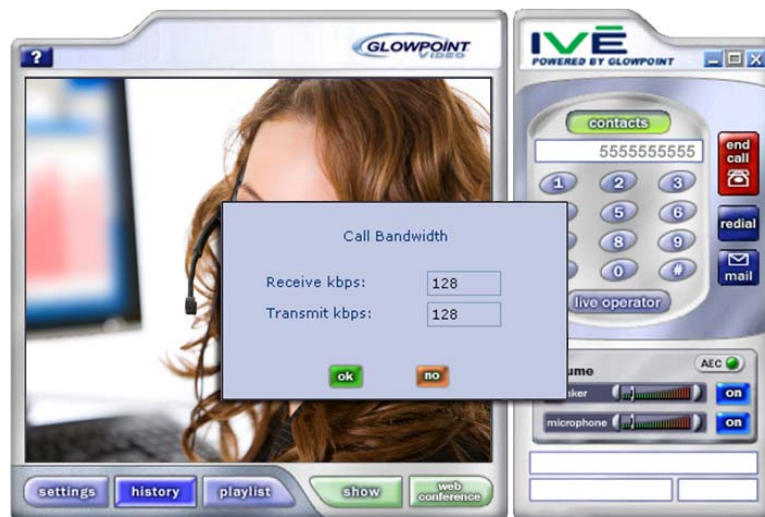 ?
GLOWPOINT
VIDEO
IVE
POWERED BY GLOWPOINT
contacts
5555555555
end
call
1 2 3
5 6
redial
8 9
0 #
mail
live operator
Call Bandwidth
Receive kbps: 128
Transmit kbps: 128
ok no
AEC
on
microphone
on
settings history playlist show web
conference